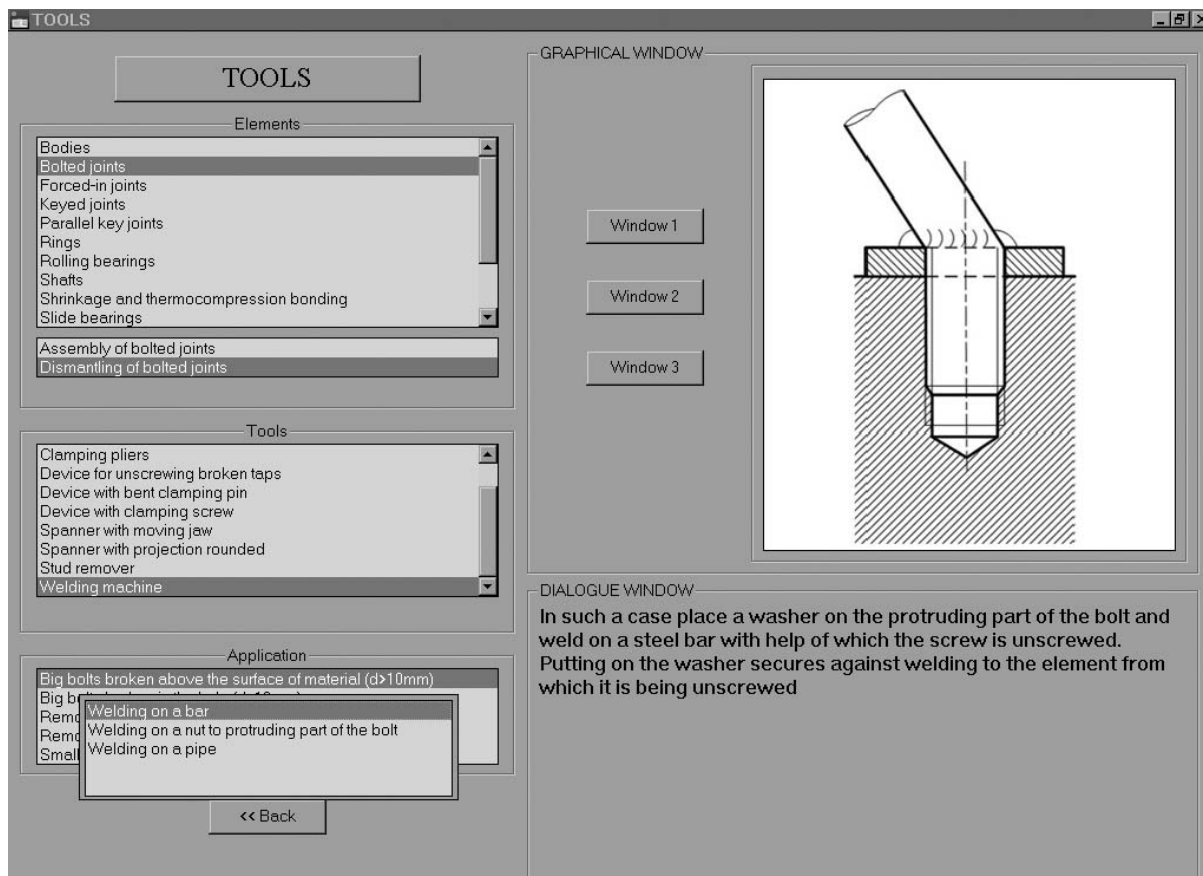 TOOLS
TOOLS
Elements
Bodies
Bolted joints
Forced-in joints
Keyed joints
Parallel key joints
Rings
Rolling bearings
Shafts
Shrinkage and thermocompression bonding
Slide bearings
Assembly of bolted joints
Dismantling of bolted joints
Tools
Clamping pliers
Device for unscrewing broken taps
Device with bent clamping pin
Device with clamping screw
Spanner with moving jaw
Spanner with projection rounded
Stud remover
Welding machine
Application
Big bolts broken above the surface of material (d>10mm)
Big
Small
Welding on a bar
Welding on a nut to protruding part of the bolt
Welding on a pipe
<< Back
GRAPHICAL WINDOW
Window 1
Window 2
Window 3
DIALOGUE WINDOW
In such a case place a washer on the protruding part of the bolt and
weld on a steel bar with help of which the screw is unscrewed.
Putting on the washer secures against welding to the element from
which it is being unscrewed